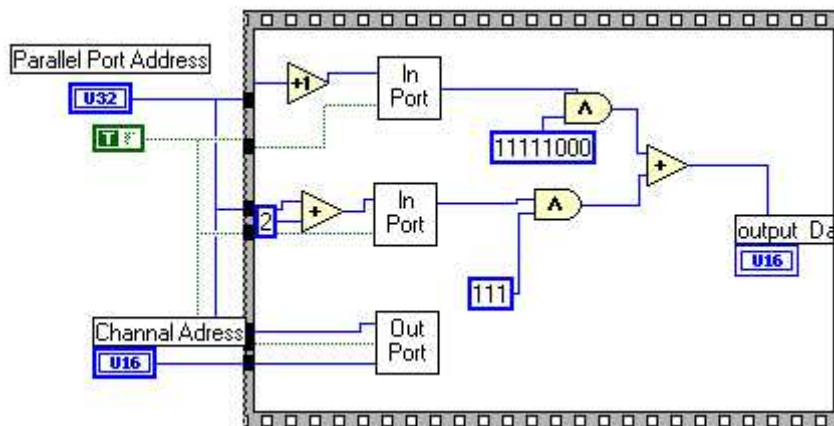 Parallel Port Address
U32
T F
+1
In
Port
∧
11111000
+
2
+
In
Port
∧
111
output Da
U16
Channal Adress
U16
Out
Port